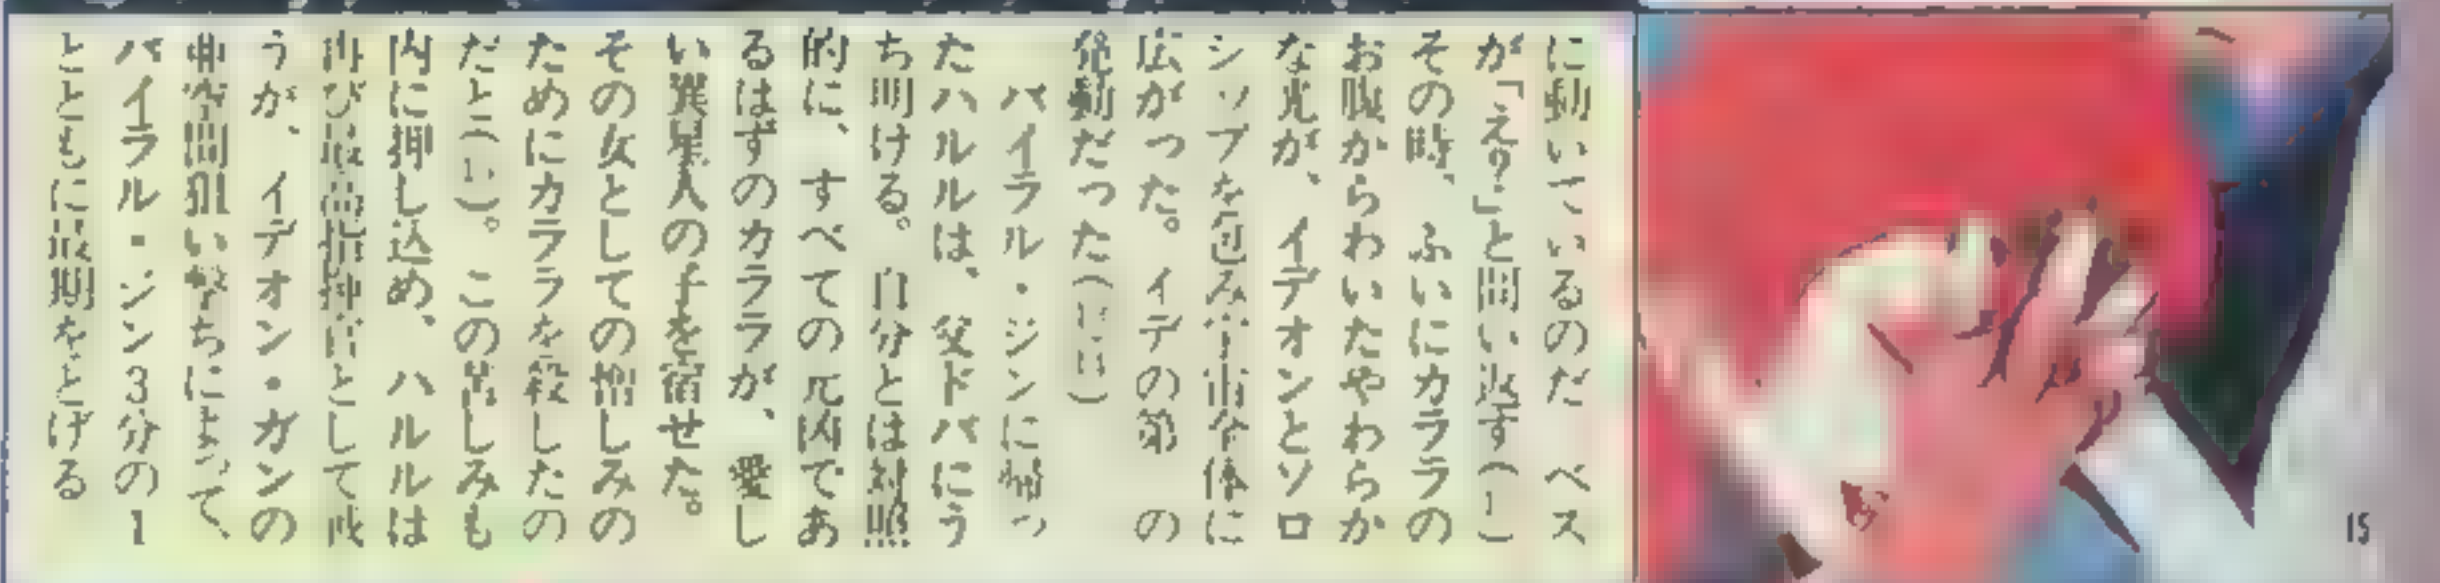 に動いているのだ ベス
が「え?」と問い返す(
その時、ふいにカララの
お腹からわいたやわらか
な光が、イデオンとソロ
シップを包み宇宙全体に
広がった。イデの第 の
発動だった(
バイラル・ジンに帰っ
たハルルは、父ドバにう
ち明ける。自分とは対照
的に、すべての元凶であ
るはずのカララが、愛し
い異星人の子を宿せた。
その女としての憎しみの
ためにカララを殺したの
だと( )。この苦しみも
内に押し込め、ハルルは
再び最高指揮官として戦
うが、イデオン・ガンの
亜空間狙い撃ちによって、
バイラル・ジン3分の1
とともに最期をとげる
15